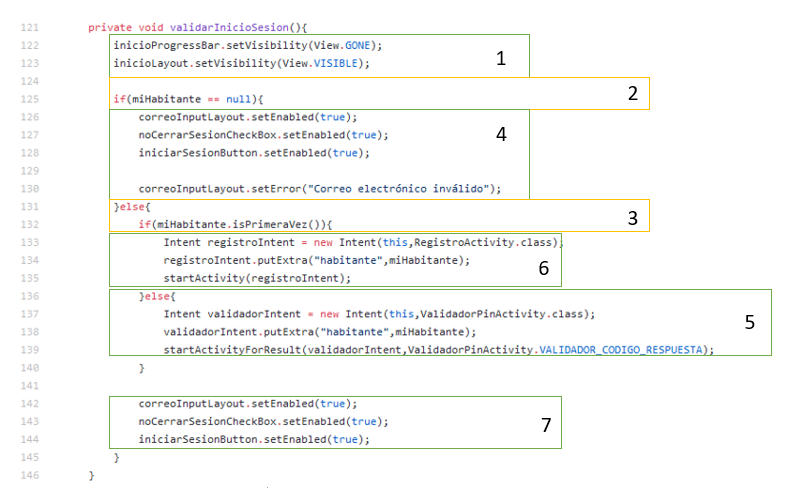 121 private void validarInicioSesion(){
122 inicioProgressBar.setVisibility(View.GONE);
123 inicioLayout.setVisibility(View.VISIBLE); 1
124
125 if(miHabitante == null){ 2
126 correoInputLayout.setEnabled(true);
127 noCerrarSesionCheckBox.setEnabled(true); 4
128 iniciarSesionButton.setEnabled(true);
129
130 correoInputLayout.setError("Correo electrónico inválido");
131 }else{
132 if(miHabitante.isPrimeraVez()){ 3
133 Intent registroIntent = new Intent(this,RegistroActivity.class);
134 registroIntent.putExtra("habitante",miHabitante);
135 startActivity(registroIntent); 6
136 }else{
137 Intent validadorIntent = new Intent(this,ValidadorPinActivity.class);
138 validadorIntent.putExtra("habitante",miHabitante); 5
139 startActivityForResult(validadorIntent,ValidadorPinActivity.VALIDADOR_CODIGO_RESPUESTA);
140 }
141
142 correoInputLayout.setEnabled(true);
143 noCerrarSesionCheckBox.setEnabled(true); 7
144 iniciarSesionButton.setEnabled(true);
145 }
146 }